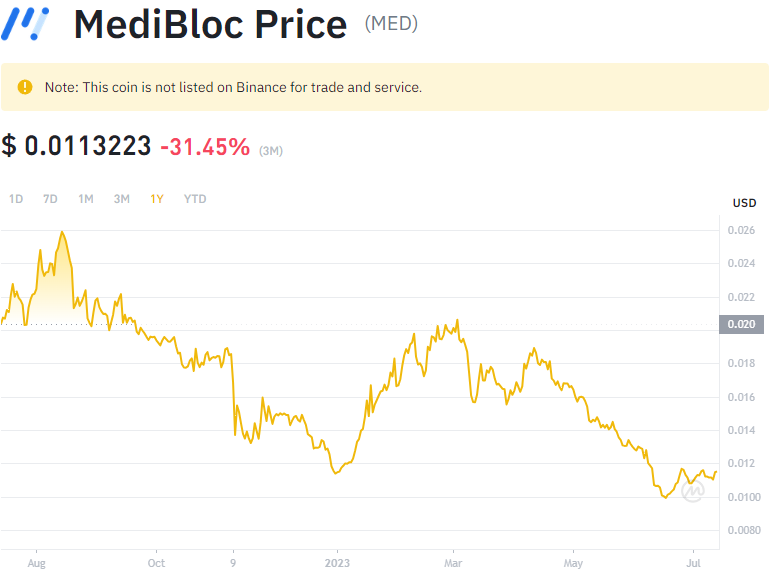 MediBloc Price (MED)
Note: This coin is not listed on Binance for trade and service.
$ 0.0113223 -31.45% (3M)
1D 7D 1M 3M 1Y YTD
USD
0.026
0.024
0.022
0.020
0.018
0.016
0.014
0.012
0.0100
0.0080
Aug Oct 9 2023 Mar May Jul